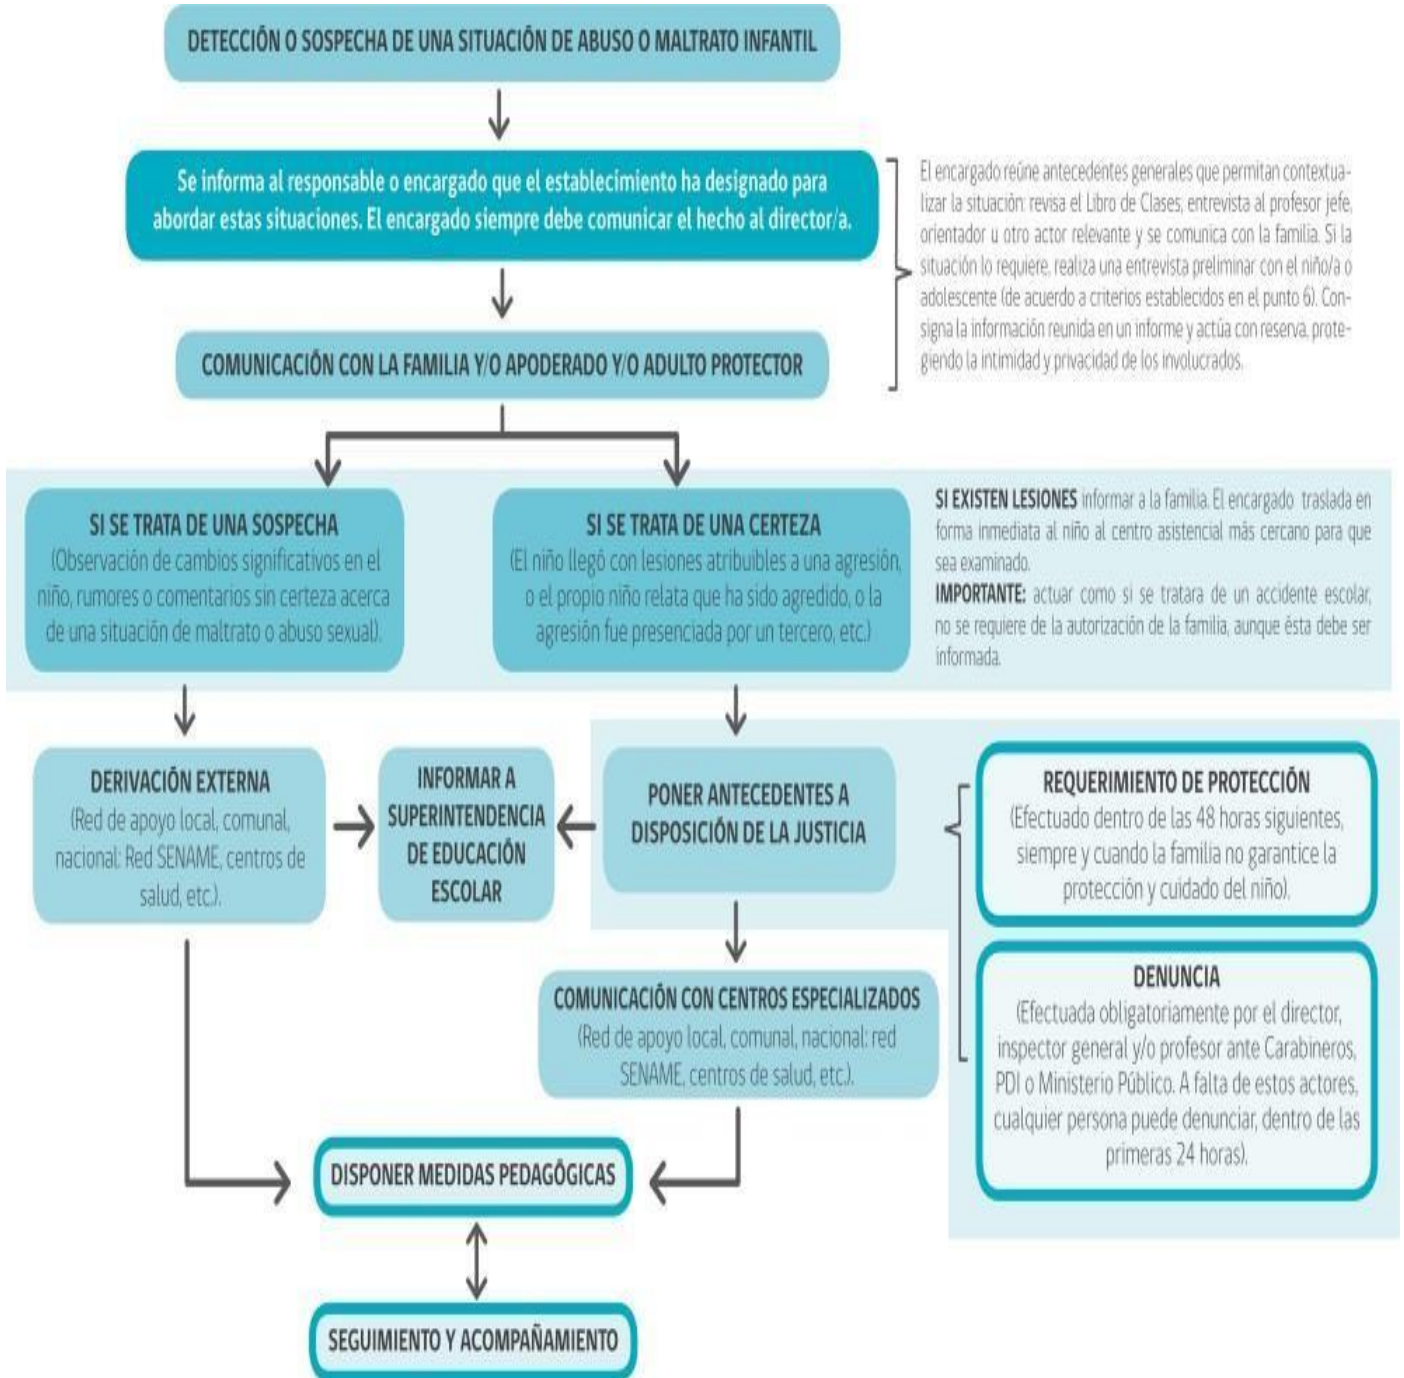 DETECCIÓN O SOSPECHA DE UNA SITUACIÓN DE ABUSO O MALTRATO INFANTIL
Se informa al responsable o encargado que el establecimiento ha designado para
abordar estas situaciones. El encargado siempre debe comunicar el hecho al director/a.
El encargado reúne antecedentes generales que permitan contextua-
lizar la situación: revisa el Libro de Clases, entrevista al profesor jefe,
orientador u otro actor relevante y se comunica con la familia. Si la
situación lo requiere, realiza una entrevista preliminar con el niño/a o
adolescente (de acuerdo a criterios establecidos en el punto 6). Con-
signa la información reunida en un informe y actúa con reserva, prote-
giendo la intimidad y privacidad de los involucrados.
COMUNICACIÓN CON LA FAMILIA Y/O APODERADO Y/O ADULTO PROTECTOR
SI SE TRATA DE UNA SOSPECHA
(Observación de cambios significativos en el
niño, rumores o comentarios sin certeza acerca
de una situación de maltrato o abuso sexual).
SI SE TRATA DE UNA CERTEZA
(El niño llegó con lesiones atribuibles a una agresión,
o el propio niño relata que ha sido agredido, o la
agresión fue presenciada por un tercero, etc.)
SI EXISTEN LESIONES informar a la familia. El encargado traslada en
forma inmediata al niño al centro asistencial más cercano para que
sea examinado.
IMPORTANTE: actuar como si se tratara de un accidente escolar,
no se requiere de la autorización de la familia, aunque ésta debe ser
informada.
DERIVACIÓN EXTERNA
(Red de apoyo local, comunal,
nacional: Red SENAME, centros de
salud, etc.).
INFORMAR A
SUPERINTENDENCIA
DE EDUCACIÓN
ESCOLAR
PONER ANTECEDENTES A
DISPOSICIÓN DE LA JUSTICIA
REQUERIMIENTO DE PROTECCIÓN
(Efectuado dentro de las 48 horas siguientes,
siempre y cuando la familia no garantice la
protección y cuidado del niño).
DENUNCIA
(Efectuada obligatoriamente por el director,
inspector general y/o profesor ante Carabineros,
PDI o Ministerio Público. A falta de estos actores,
cualquier persona puede denunciar, dentro de las
primeras 24 horas).
COMUNICACIÓN CON CENTROS ESPECIALIZADOS
(Red de apoyo local, comunal, nacional: red
SENAME, centros de salud, etc.).
DISPONER MEDIDAS PEDAGÓGICAS
SEGUIMIENTO Y ACOMPAÑAMIENTO